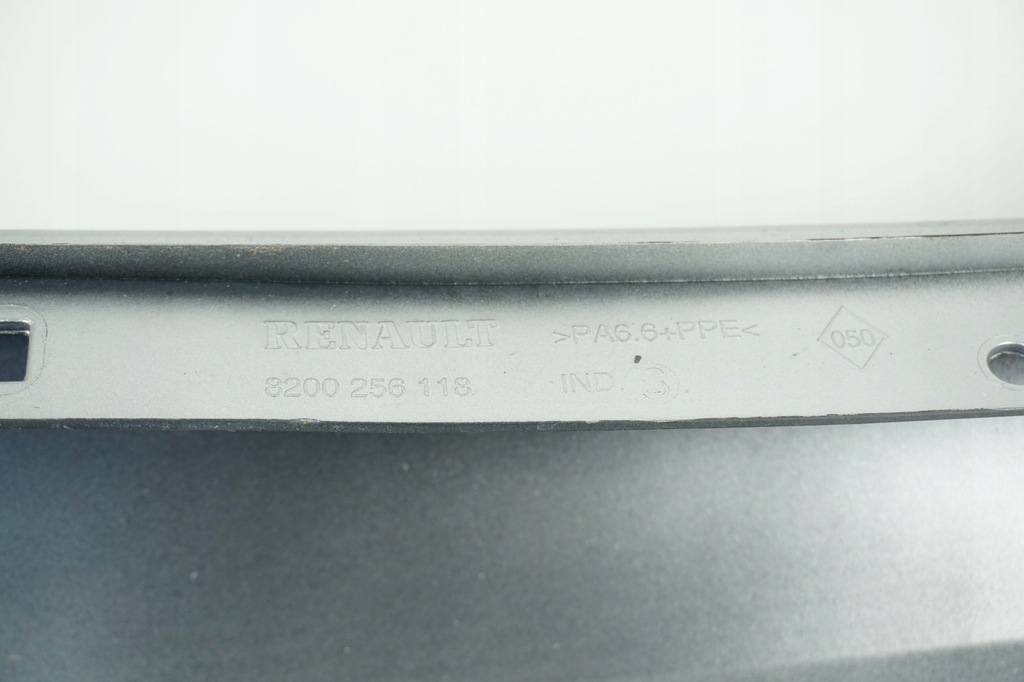 RENAULT >PA6.6+PPE< 050
8200 256 118 IND